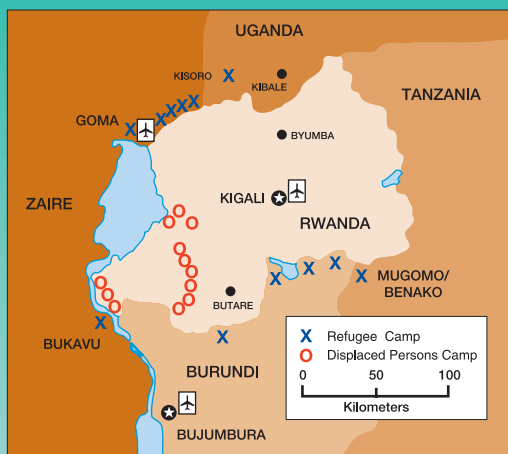 UGANDA
KISORO
KIBALE
TANZANIA
GOMA
BYUMBA
ZAIRE
KIGALI
RWANDA
MUGOMO/
BENAKO
BUTARE
BUKAVU
BURUNDI
BUJUMBURA
X Refugee Camp
O Displaced Persons Camp
0 50 100
Kilometers